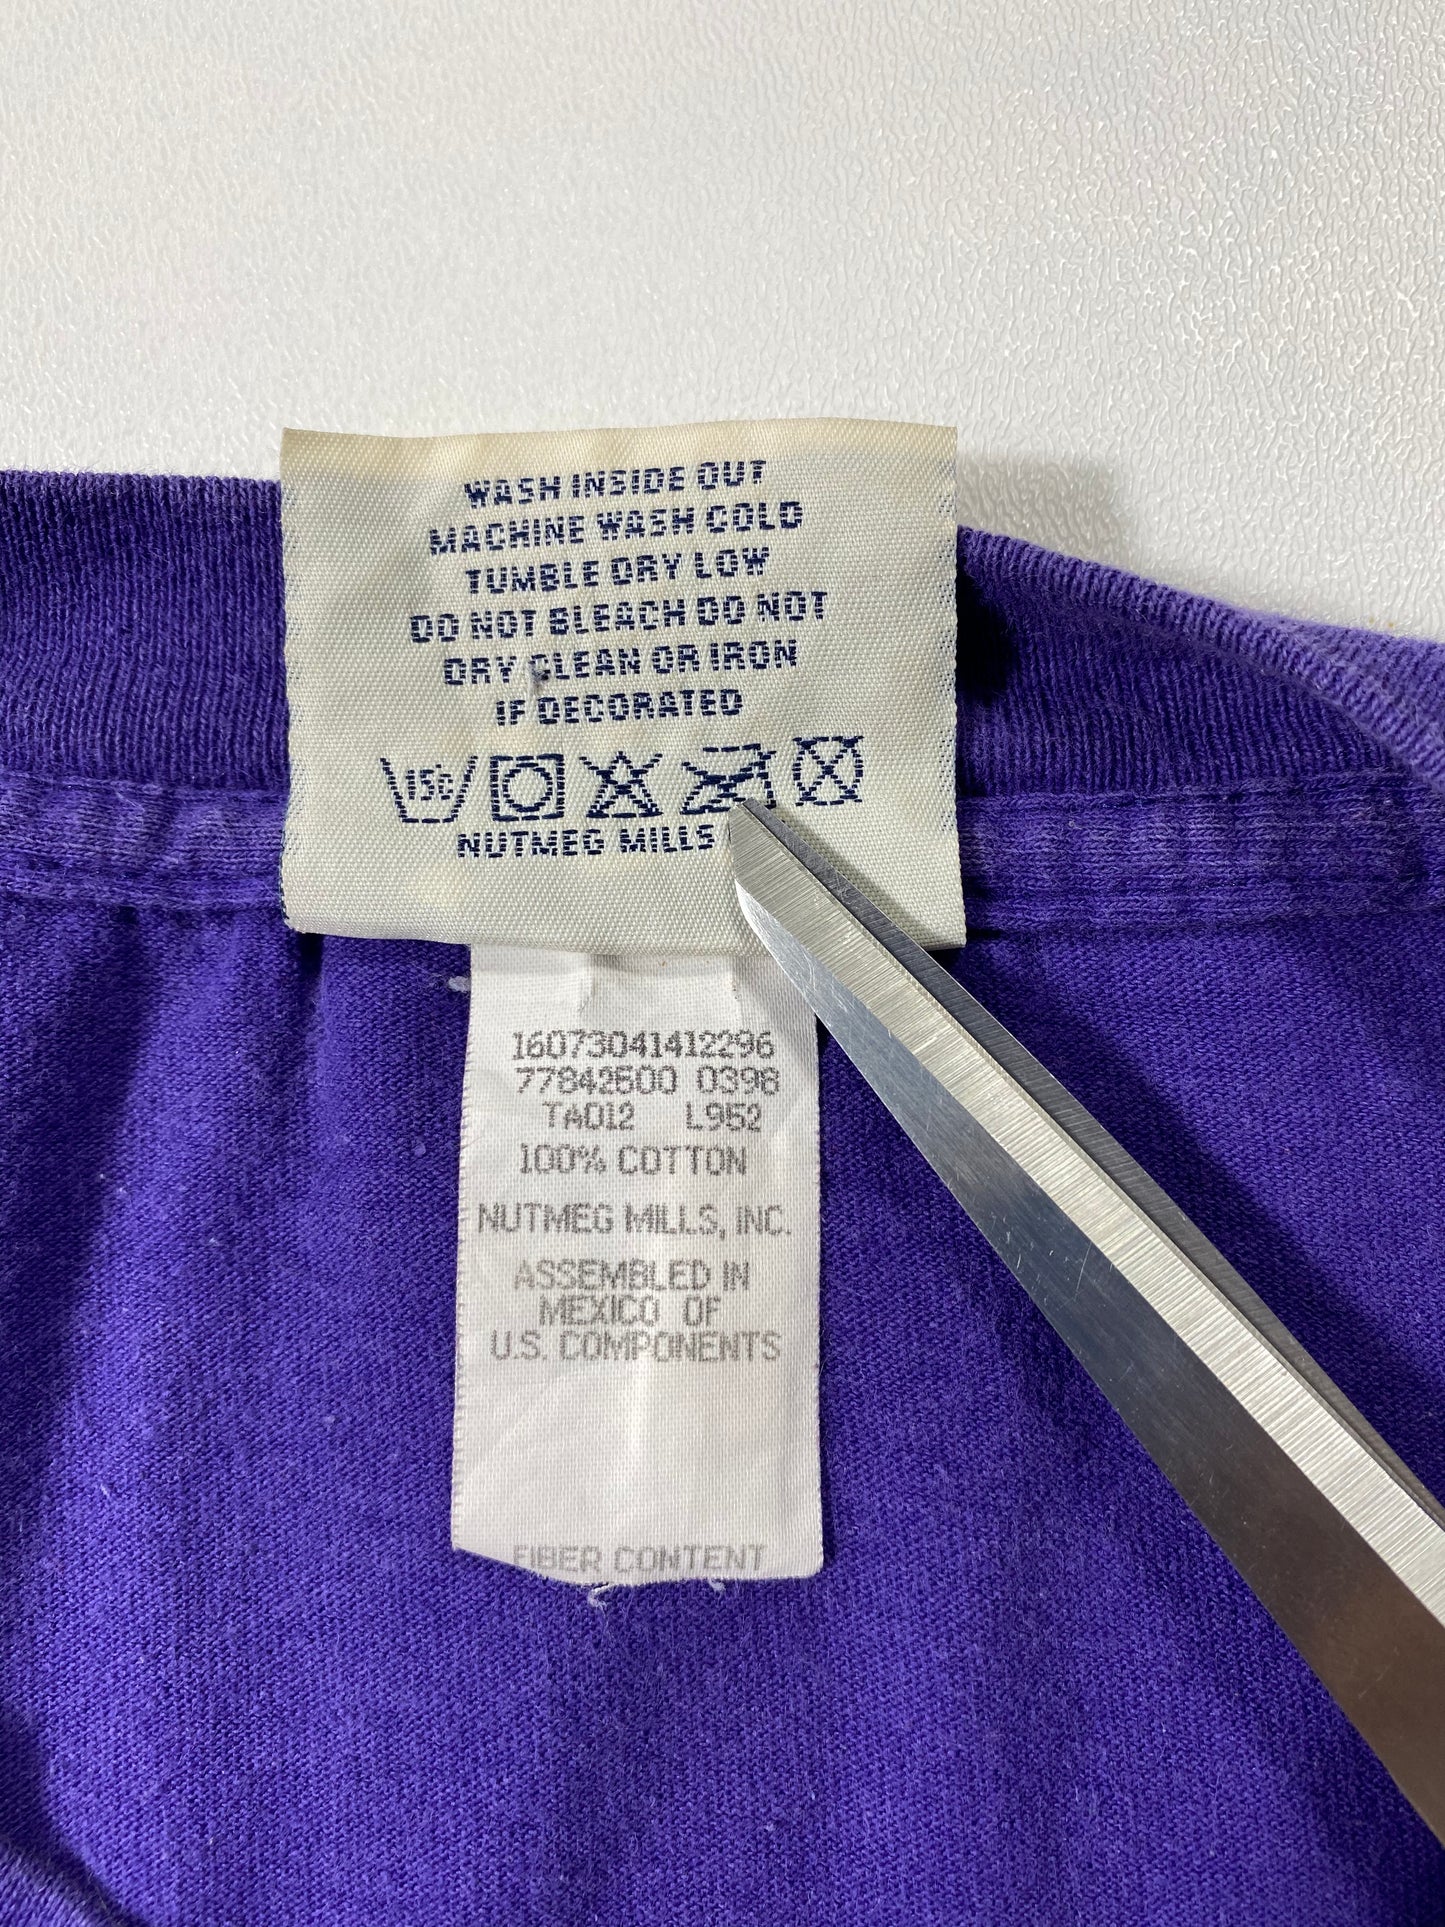 WASH INSIDE OUT
MACHINE WASH COLD
TUMBLE DRY LOW
DO NOT BLEACH DO NOT
DRY CLEAN OR IRON
IF DECORATED
15c
NUTMEG MILLS
16073041412296
77842500 0396
TA012 L952
100% COTTON
NUTMEG MILLS, INC.
ASSEMBLED IN
MEXICO OF
U.S. COMPONENTS
FIBER CONTENT